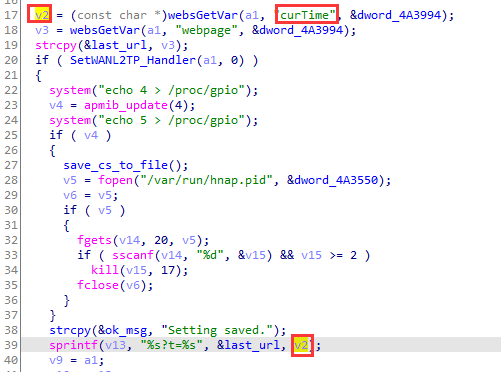 17 v2 = (const char *)websGetVar(a1, "curTime", &dword_4A3994);
18 v3 = websGetVar(a1, "webpage", &dword_4A3994);
19 strcpy(&last_url, v3);
20 if ( SetWANL2TP_Handler(a1, 0) )
21 {
22 system("echo 4 > /proc/gpio");
23 v4 = apmib_update(4);
24 system("echo 5 > /proc/gpio");
25 if ( v4 )
26 {
27 save_cs_to_file();
28 v5 = fopen("/var/run/hnap.pid", &dword_4A3550);
29 v6 = v5;
30 if ( v5 )
31 {
32 fgets(v14, 20, v5);
33 if ( sscanf(v14, "%d", &v15) && v15 >= 2 )
34 kill(v15, 17);
35 fclose(v6);
36 }
37 }
38 strcpy(&ok_msg, "Setting saved.");
39 sprintf(v13, "%s?t=%s", &last_url, v2);
40 v9 = a1;